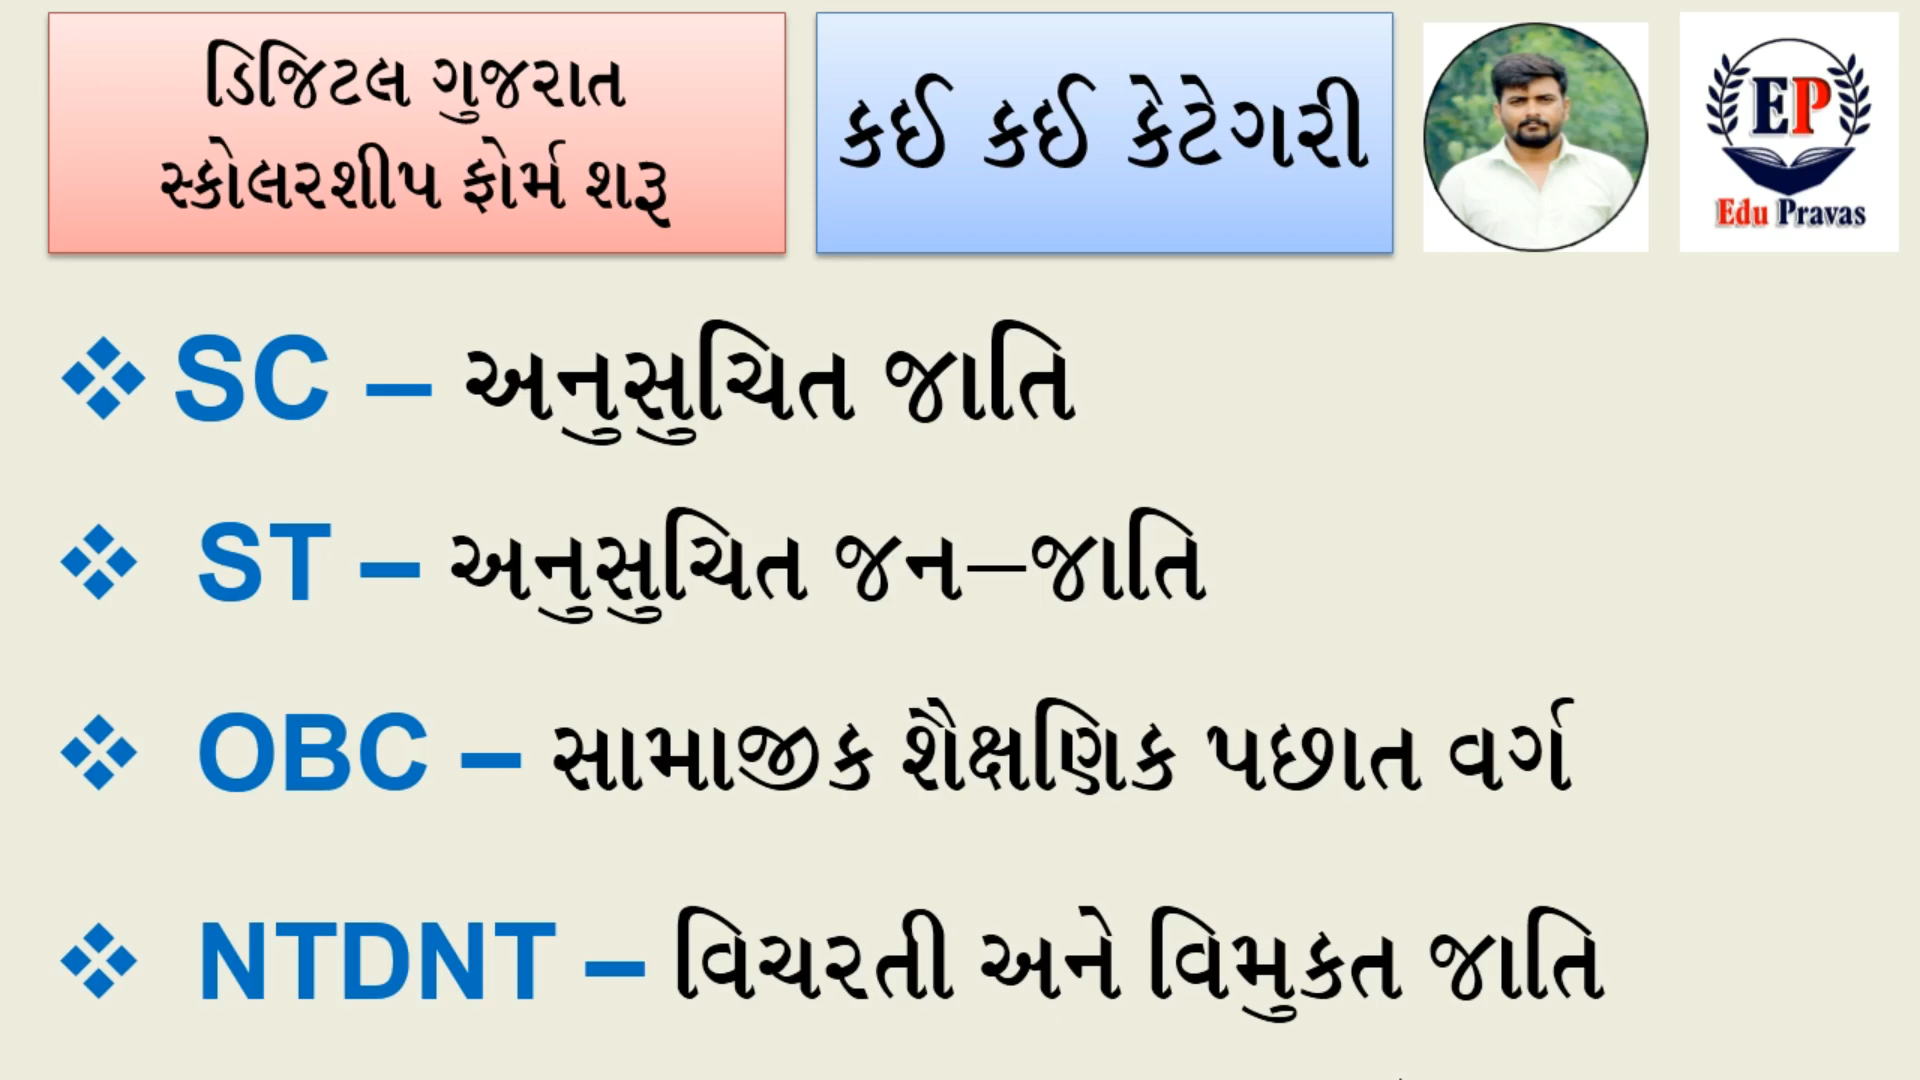 ડિજિટલ ગુજરાત
સ્કોલરશીપ ફોર્મ શરૂ
કઈ કઈ કેટેગરી
EP
Edu Pravas
❖ SC – અનુસુચિત જાતિ
❖ ST – અનુસુચિત જન–જાતિ
❖ OBC – સામાજીક શૈક્ષણિક પછાત વર્ગ
❖ NTDNT – વિચરતી અને વિમુકત જાતિ